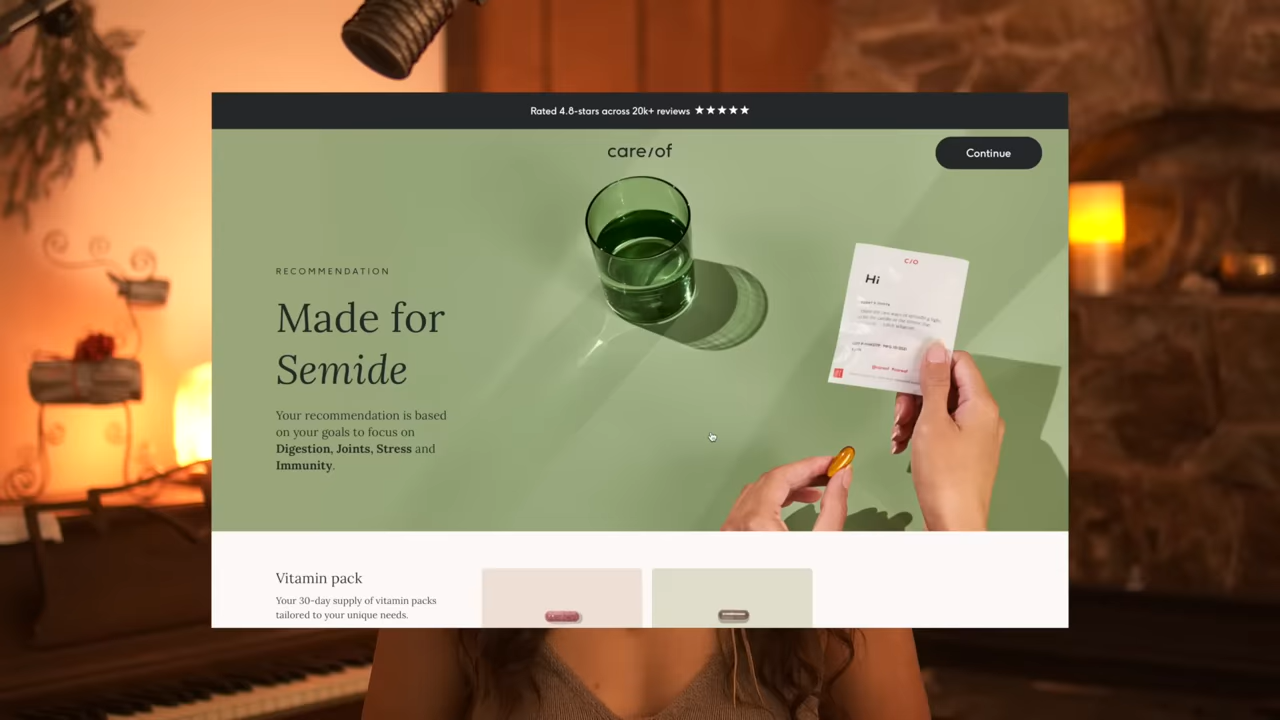 Rated 4.8-stars across 20k+ reviews ★★★★★
care/of
Continue
RECOMMENDATION
Made for
Semide
Your recommendation is based
on your goals to focus on
Digestion, Joints, Stress and
Immunity.
c/o
Hi
Vitamin pack
Your 30-day supply of vitamin packs
tailored to your unique needs.